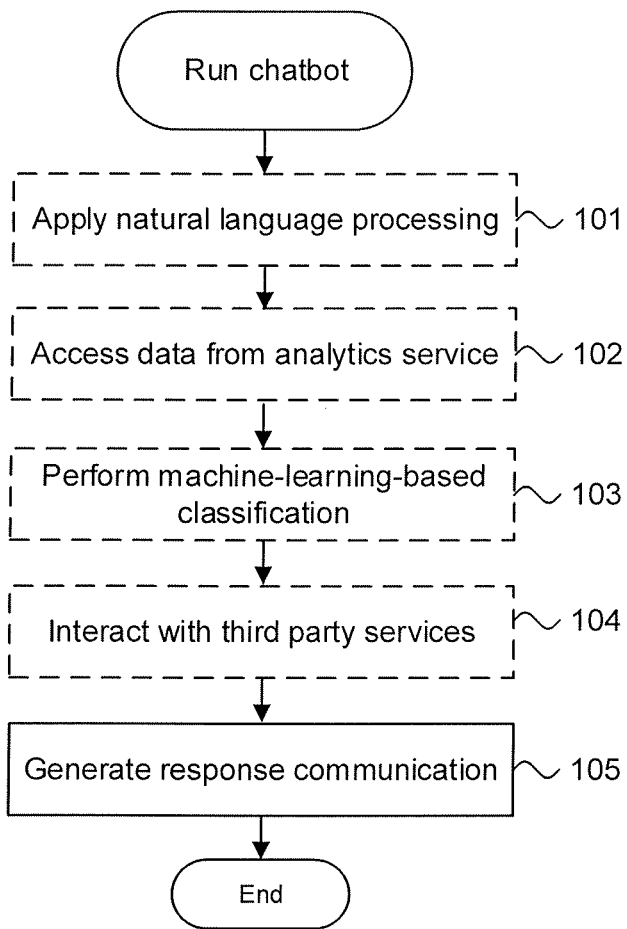 Run chatbot
Apply natural language processing
101
Access data from analytics service
102
Perform machine-learning-based
classification
103
Interact with third party services
104
Generate response communication
105
End